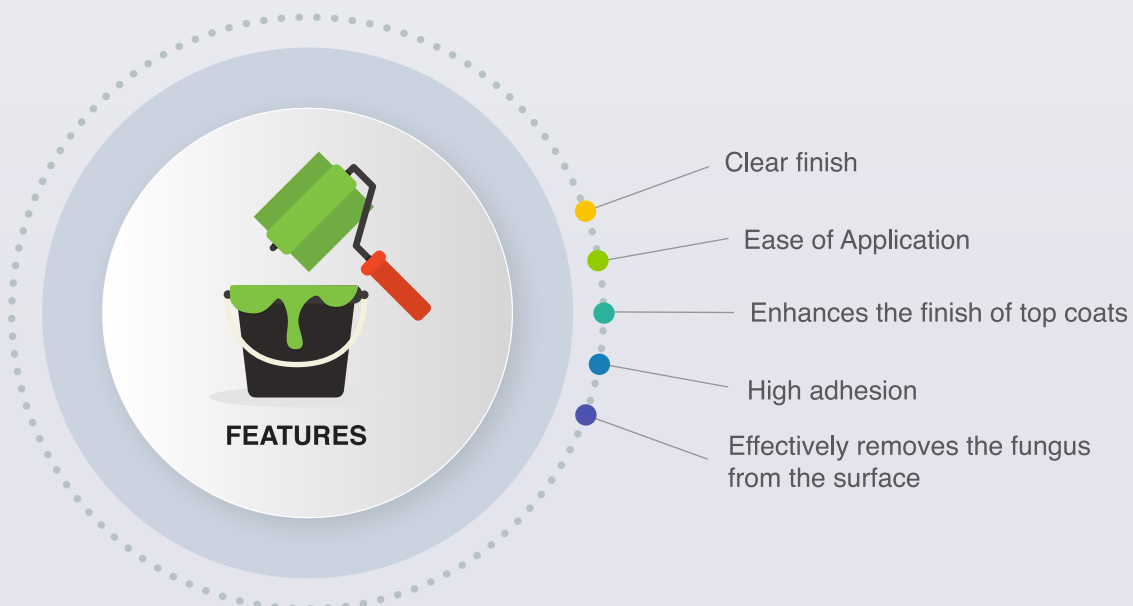 FEATURES
Clear finish
Ease of Application
Enhances the finish of top coats
High adhesion
Effectively removes the fungus
from the surface